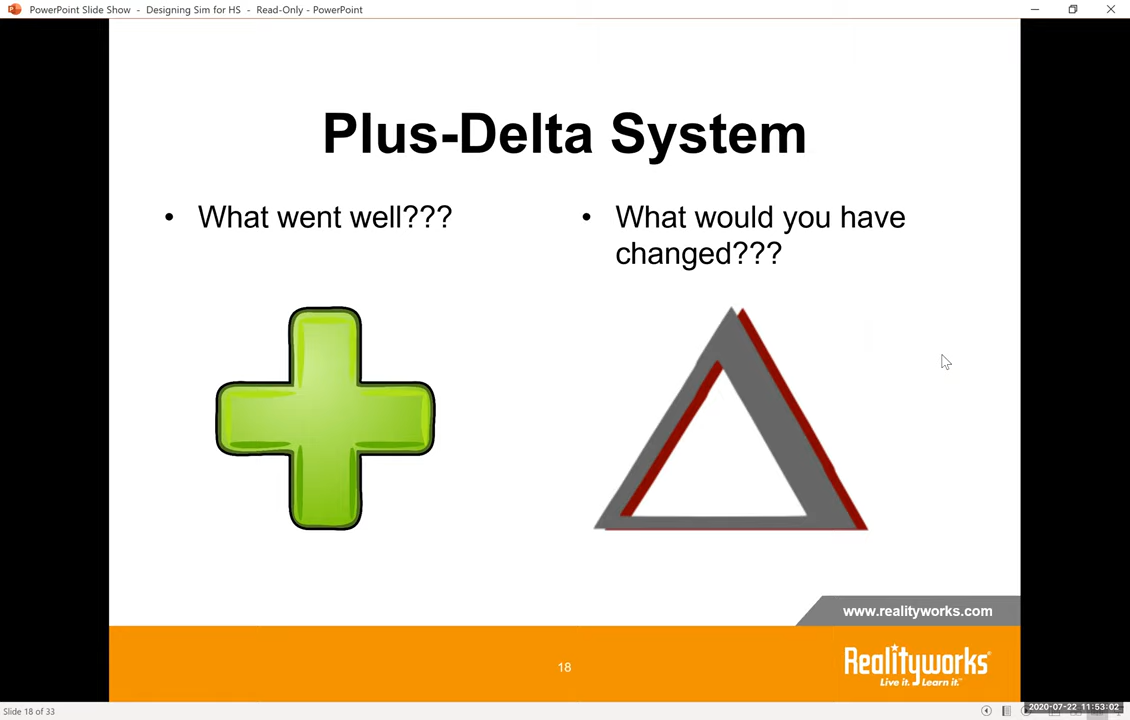 PowerPoint Slide Show - Designing Sim for HS - Read-Only - PowerPoint
Plus-Delta System
• What went well???
• What would you have
changed???
www.realityworks.com
18
Realityworks®
Live it. Learn it.™
Slide 18 of 33
2020-07-22 11:53:02